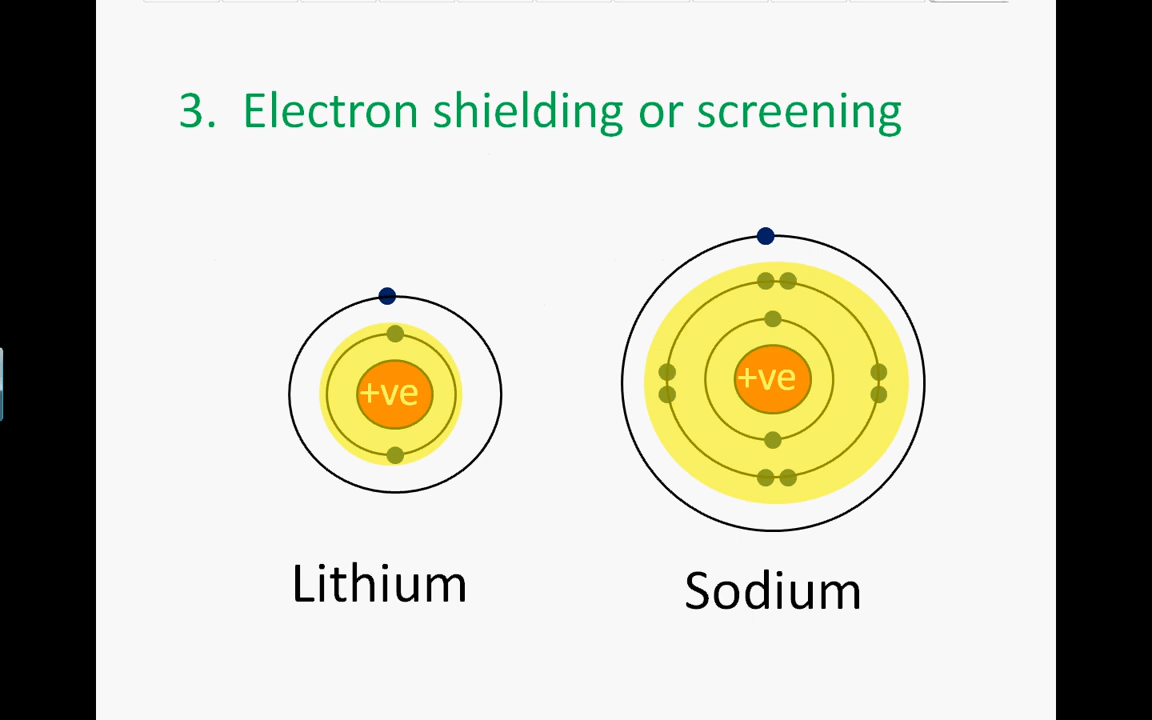 3. Electron shielding or screening
+ve
+ve
Lithium
Sodium